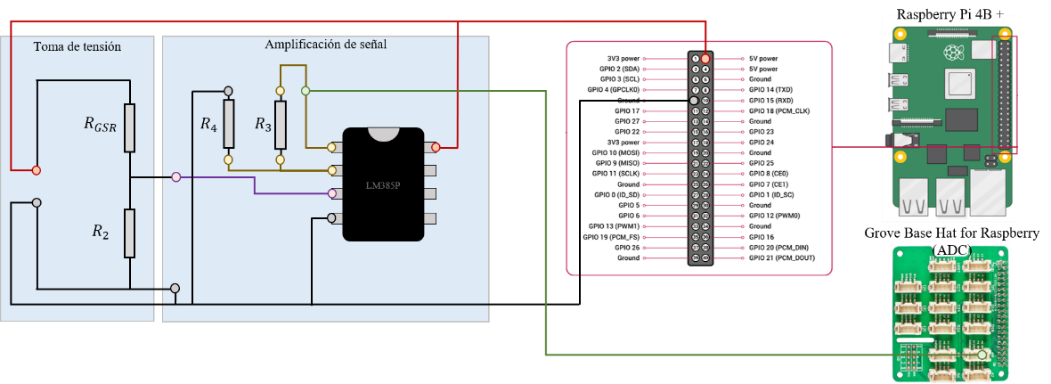 Raspberry Pi 4B +
Toma de tensión
Amplificación de señal
R_GSR
R_2
R_4
R_3
LM385P
3V3 power
5V power
GPIO 2 (SDA)
5V power
GPIO 3 (SCL)
Ground
GPIO 4 (GPCLK0)
GPIO 14 (TXD)
Ground
GPIO 15 (RXD)
GPIO 17
GPIO 18 (PCM_CLK)
GPIO 27
Ground
GPIO 22
GPIO 23
3V3 power
GPIO 24
GPIO 10 (MOSI)
Ground
GPIO 9 (MISO)
GPIO 25
GPIO 11 (SCLK)
GPIO 8 (CE0)
Ground
GPIO 7 (CE1)
GPIO 0 (ID_SD)
GPIO 1 (ID_SC)
GPIO 5
Ground
GPIO 6
GPIO 12 (PWM0)
GPIO 13 (PWM1)
Ground
GPIO 19 (PCM_FS)
GPIO 16
GPIO 26
GPIO 20 (PCM_DIN)
Ground
GPIO 21 (PCM_DOUT)
Grove Base Hat for Raspberry
(ADC)